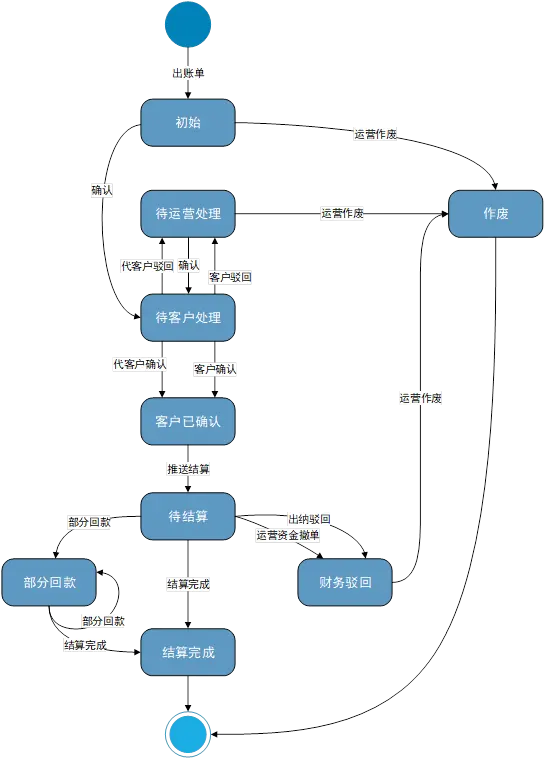 出账单
初始
运营作废
确认
待运营处理
运营作废
作废
代客户驳回
确认
客户驳回
待客户处理
代客户确认
客户确认
运营作废
客户已确认
推送结算
待结算
部分回款
出纳驳回
运营资金撤单
部分回款
结算完成
财务驳回
部分回款
结算完成
结算完成